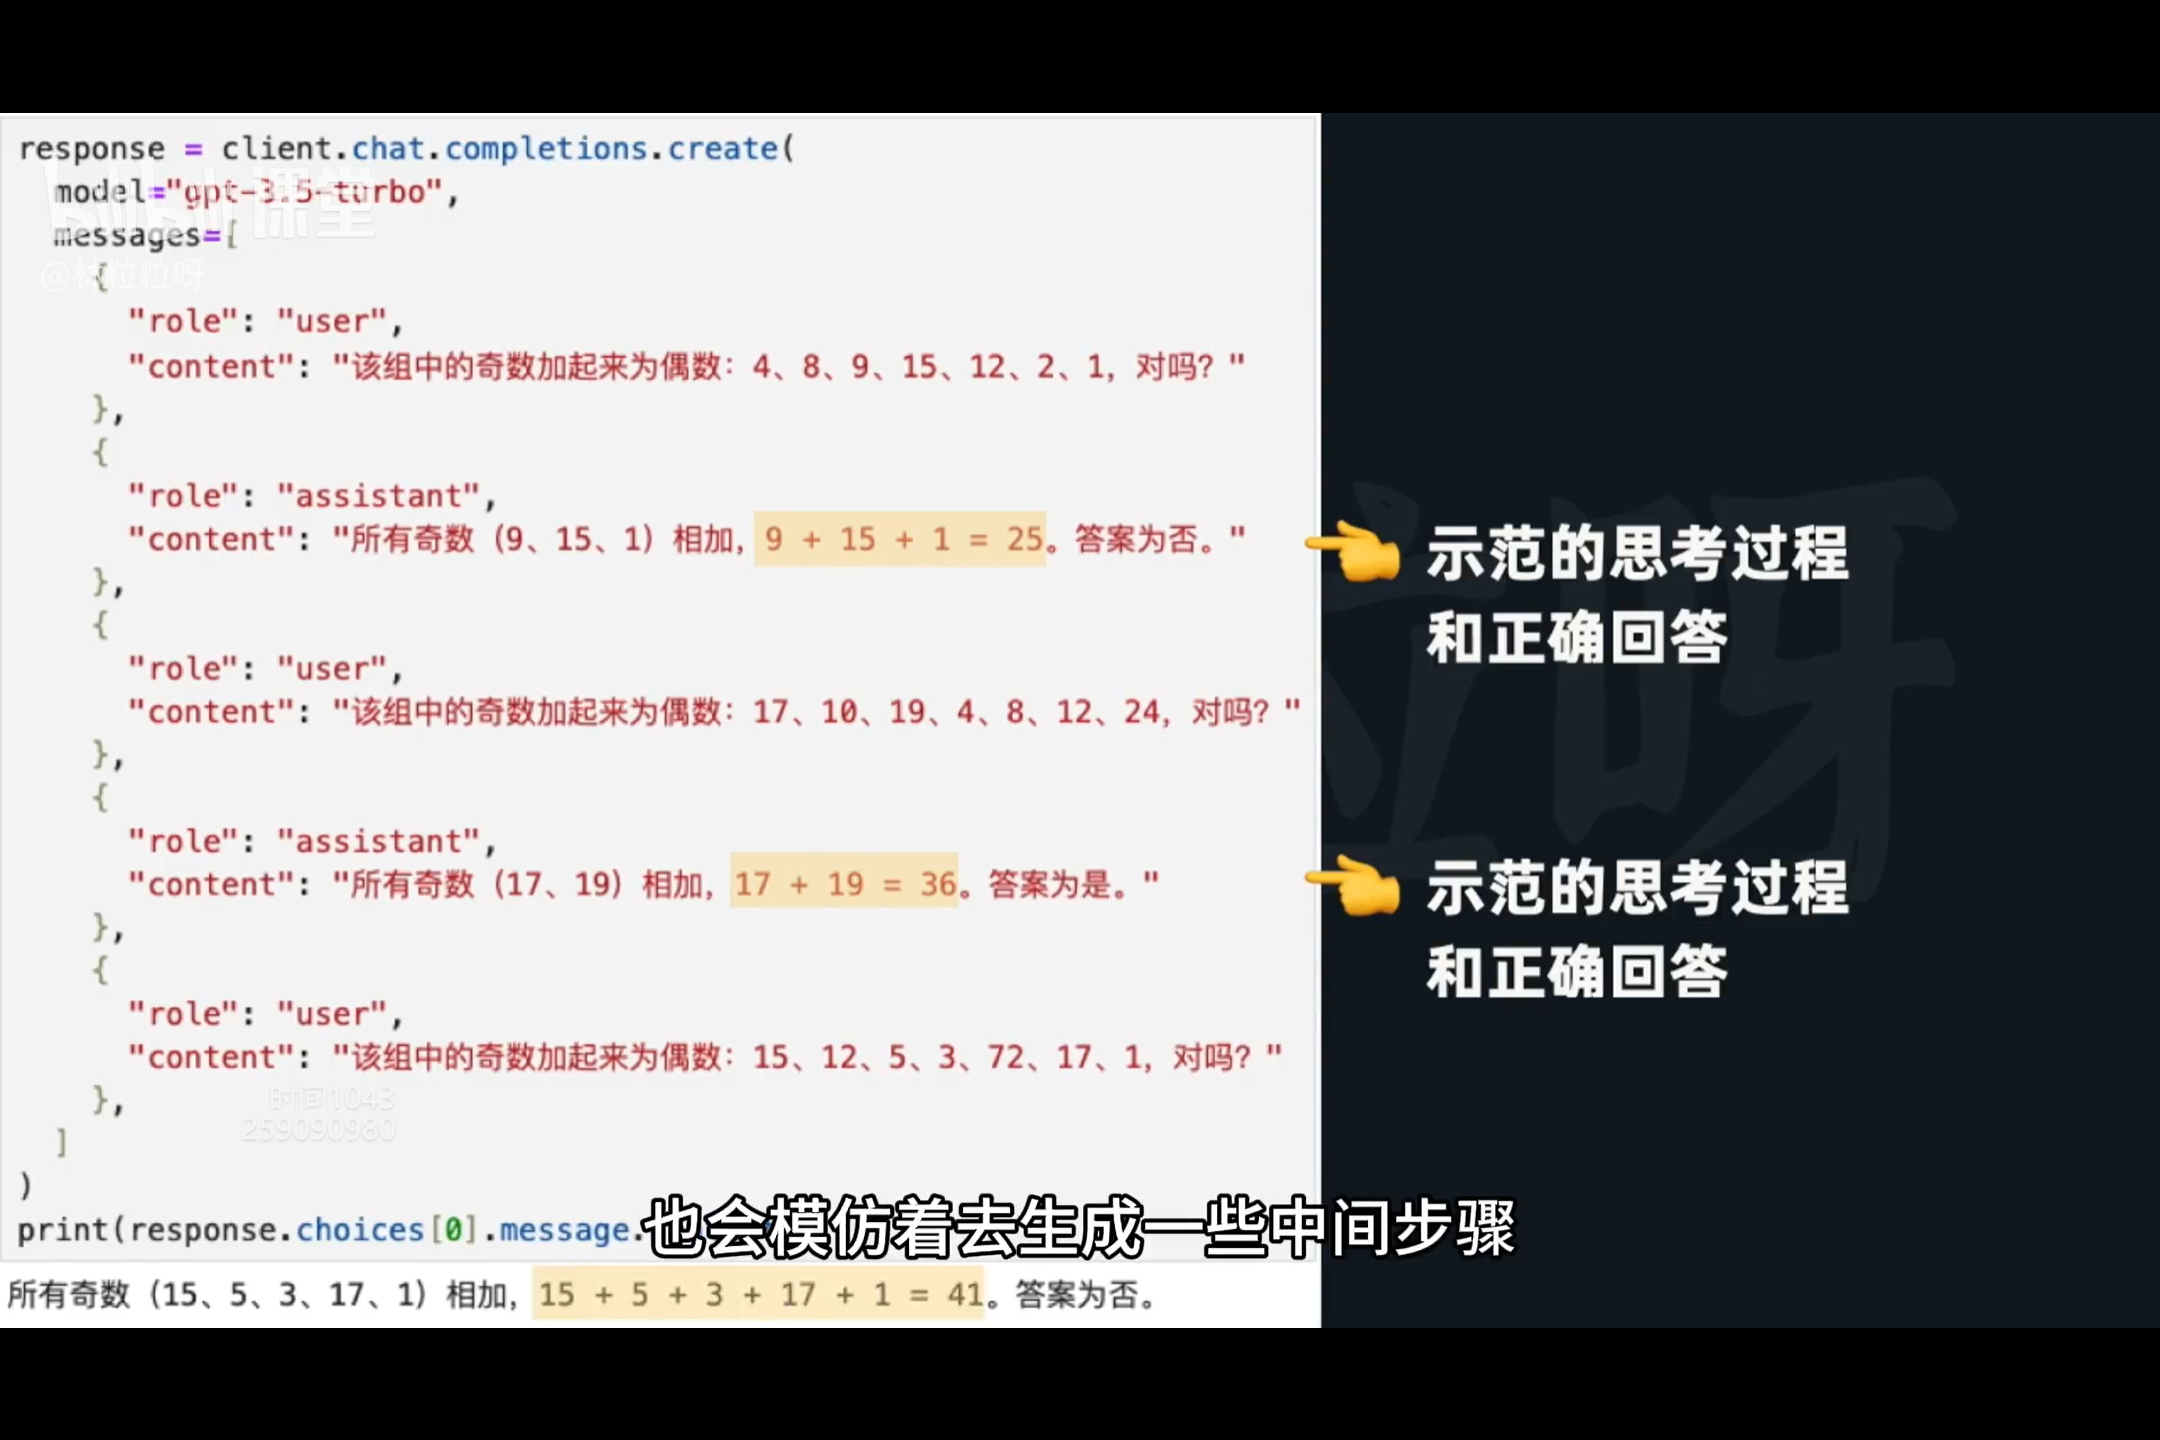 response = client.chat.completions.create(
model="gpt-3.5-turbo",
messages=[
bilibili课堂
@林粒粒呀
{
"role": "user",
"content": "该组中的奇数加起来为偶数：4、8、9、15、12、2、1，对吗？"
},
{
"role": "assistant",
"content": "所有奇数（9、15、1）相加，9 + 15 + 1 = 25。答案为否。"
},
{
"role": "user",
"content": "该组中的奇数加起来为偶数：17、10、19、4、8、12、24，对吗？"
},
{
"role": "assistant",
"content": "所有奇数（17、19）相加，17 + 19 = 36。答案为是。"
},
{
"role": "user",
"content": "该组中的奇数加起来为偶数：15、12、5、3、72、17、1，对吗？"
},
]
)
print(response.choices[0].message.
所有奇数（15、5、3、17、1）相加，15 + 5 + 3 + 17 + 1 = 41。答案为否。
示范的思考过程
和正确回答
示范的思考过程
和正确回答
粒呀
时间1043
259090980
也会模仿着去生成一些中间步骤